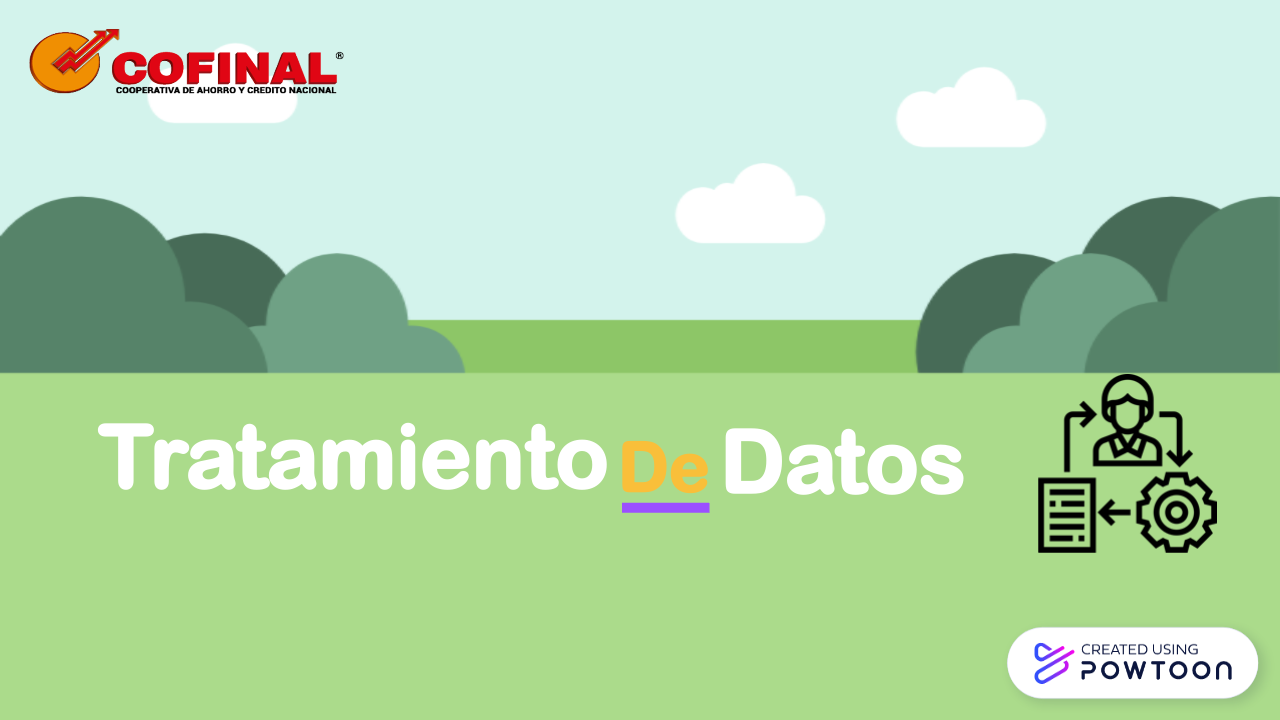 COFINAL®
COOPERATIVA DE AHORRO Y CREDITO NACIONAL
Tratamiento De Datos
CREATED USING
POWTOON